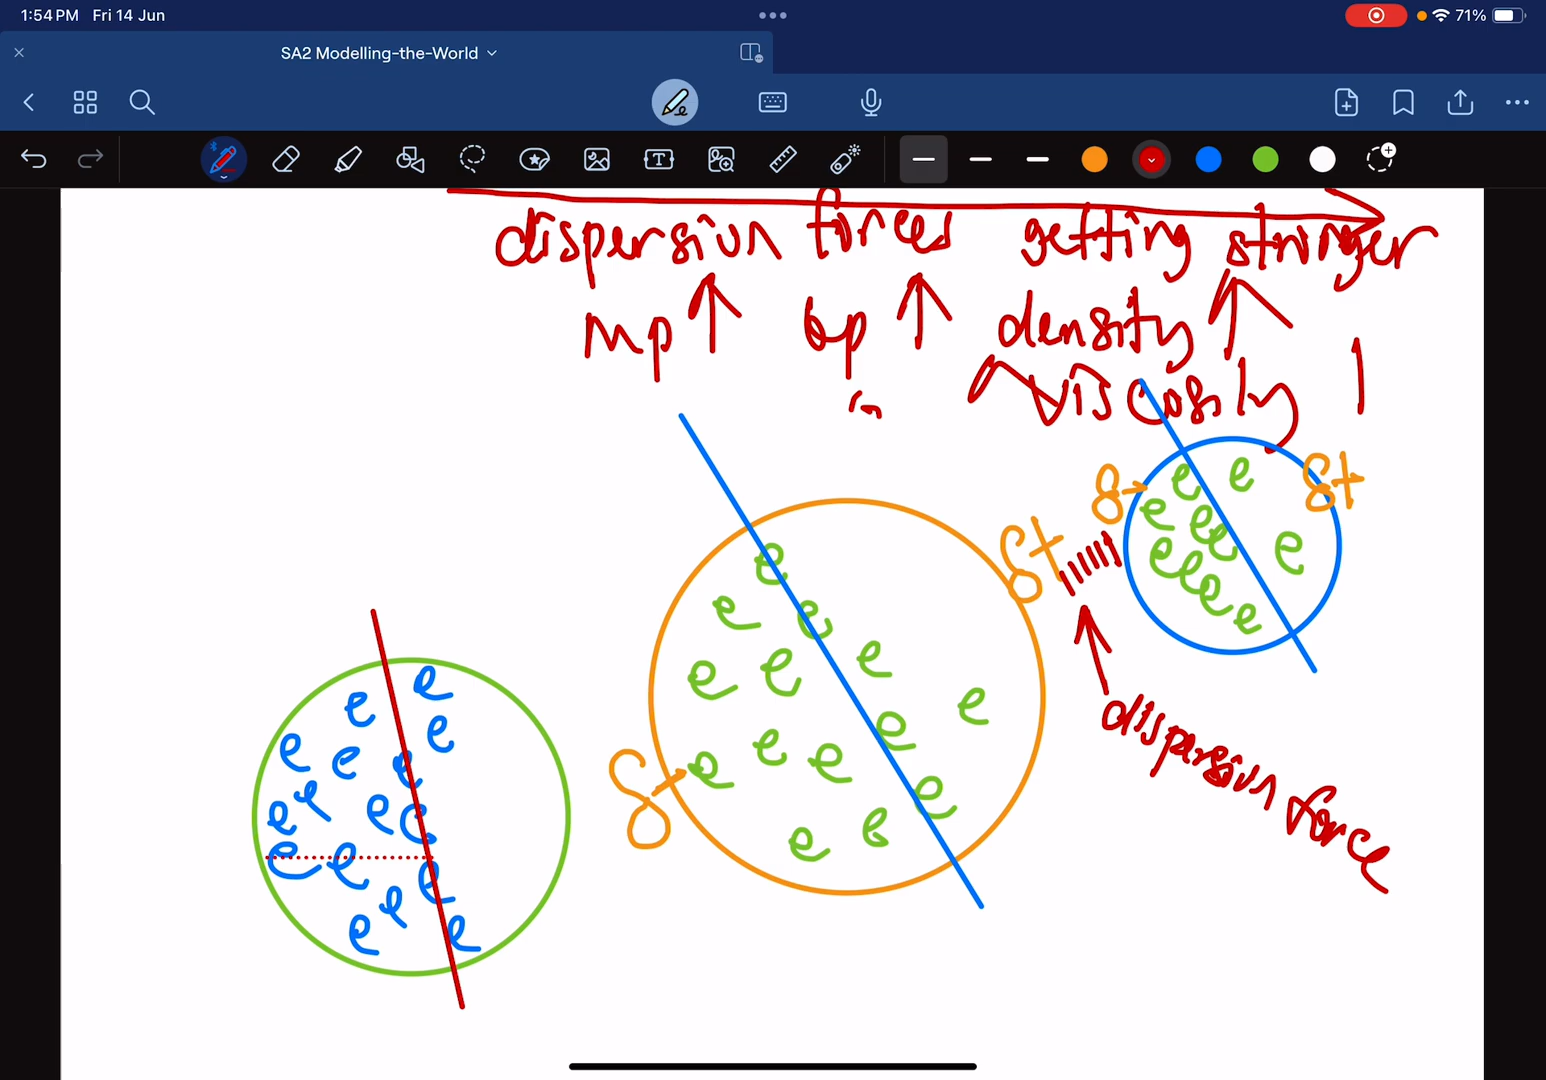 1:54 PM Fri 14 Jun
71%
SA2 Modelling-the-World
T
dispersion forces getting stronger
mp ↑ bp ↑ density ↑
viscosity
δ- δ+
e e
e e e e
e e e e e
δ+
dispersion force
e
e e e
e e e
e e e e
e e e
δ-
e e
e e
e e e
e e e e
e e e
e e
e e